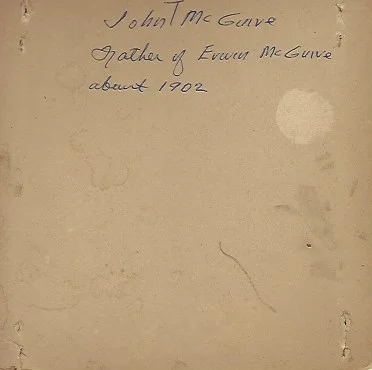 John T McGuire
Father of Erwin McGuire
about 1902